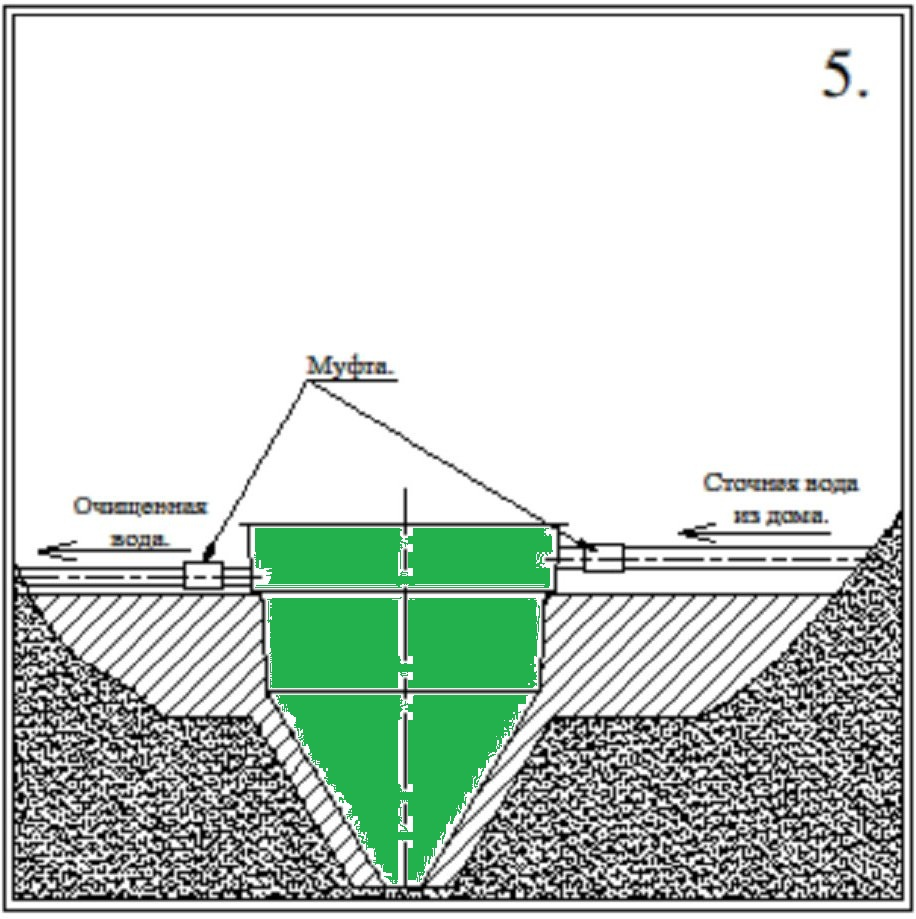 5.
Муфта.
Сточная вода
из дома.
Очищенная
вода.